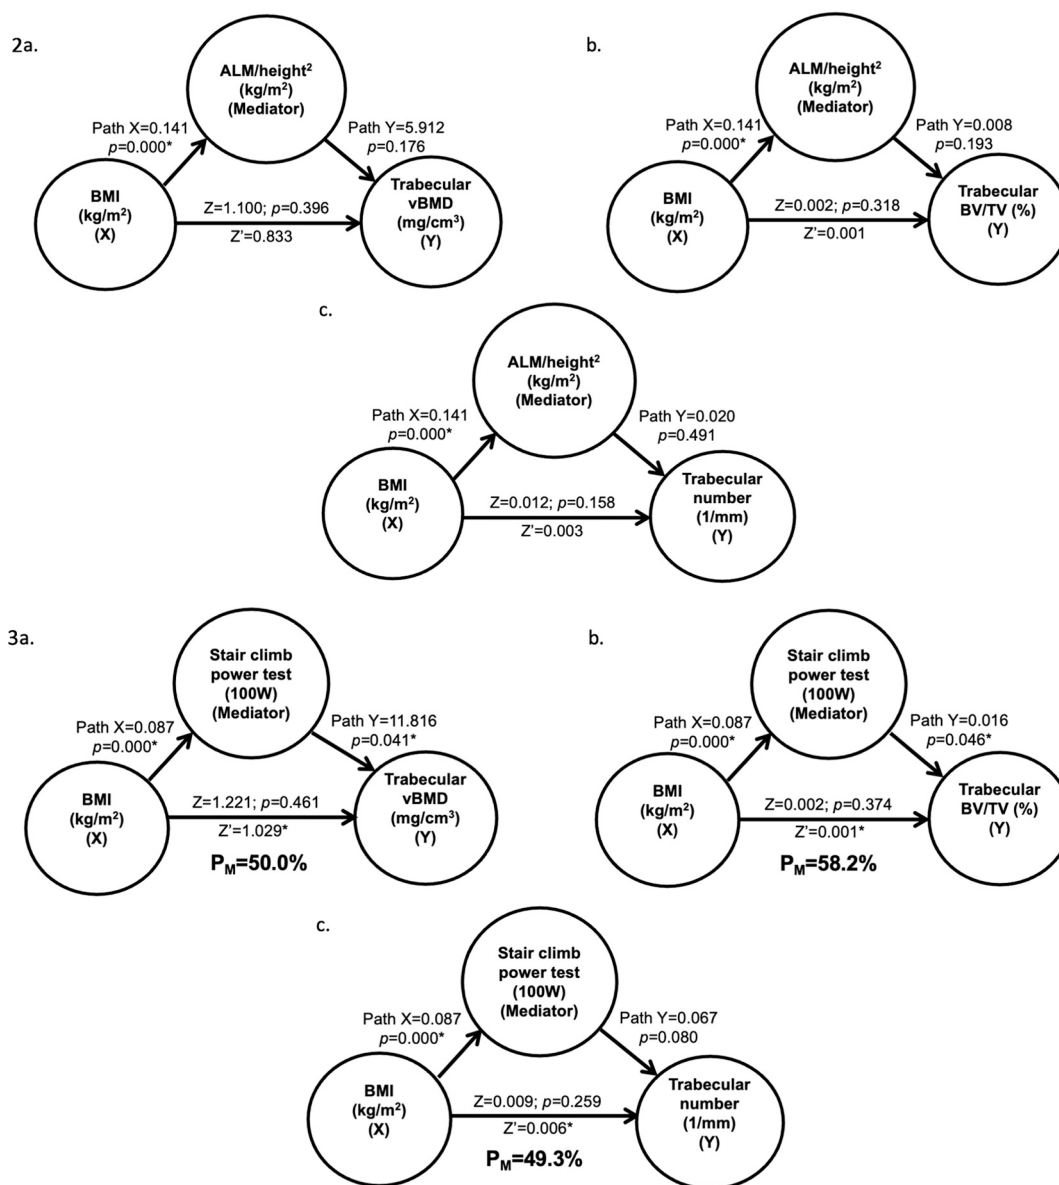 2a.
ALM/height²
(kg/m²)
(Mediator)
Path X=0.141
p=0.000*
Path Y=5.912
p=0.176
BMI
(kg/m²)
(X)
Z=1.100; p=0.396
Z'=0.833
Trabecular
vBMD
(mg/cm³)
(Y)
b.
ALM/height²
(kg/m²)
(Mediator)
Path X=0.141
p=0.000*
Path Y=0.008
p=0.193
BMI
(kg/m²)
(X)
Z=0.002; p=0.318
Z'=0.001
Trabecular
BV/TV (%)
(Y)
c.
ALM/height²
(kg/m²)
(Mediator)
Path X=0.141
p=0.000*
Path Y=0.020
p=0.491
BMI
(kg/m²)
(X)
Z=0.012; p=0.158
Z'=0.003
Trabecular
number
(1/mm)
(Y)
3a.
Stair climb
power test
(100W)
(Mediator)
Path X=0.087
p=0.000*
Path Y=11.816
p=0.041*
BMI
(kg/m²)
(X)
Z=1.221; p=0.461
Z'=1.029*
P_M=50.0%
Trabecular
vBMD
(mg/cm³)
(Y)
b.
Stair climb
power test
(100W)
(Mediator)
Path X=0.087
p=0.000*
Path Y=0.016
p=0.046*
BMI
(kg/m²)
(X)
Z=0.002; p=0.374
Z'=0.001*
P_M=58.2%
Trabecular
BV/TV (%)
(Y)
c.
Stair climb
power test
(100W)
(Mediator)
Path X=0.087
p=0.000*
Path Y=0.067
p=0.080
BMI
(kg/m²)
(X)
Z=0.009; p=0.259
Z'=0.006*
P_M=49.3%
Trabecular
number
(1/mm)
(Y)